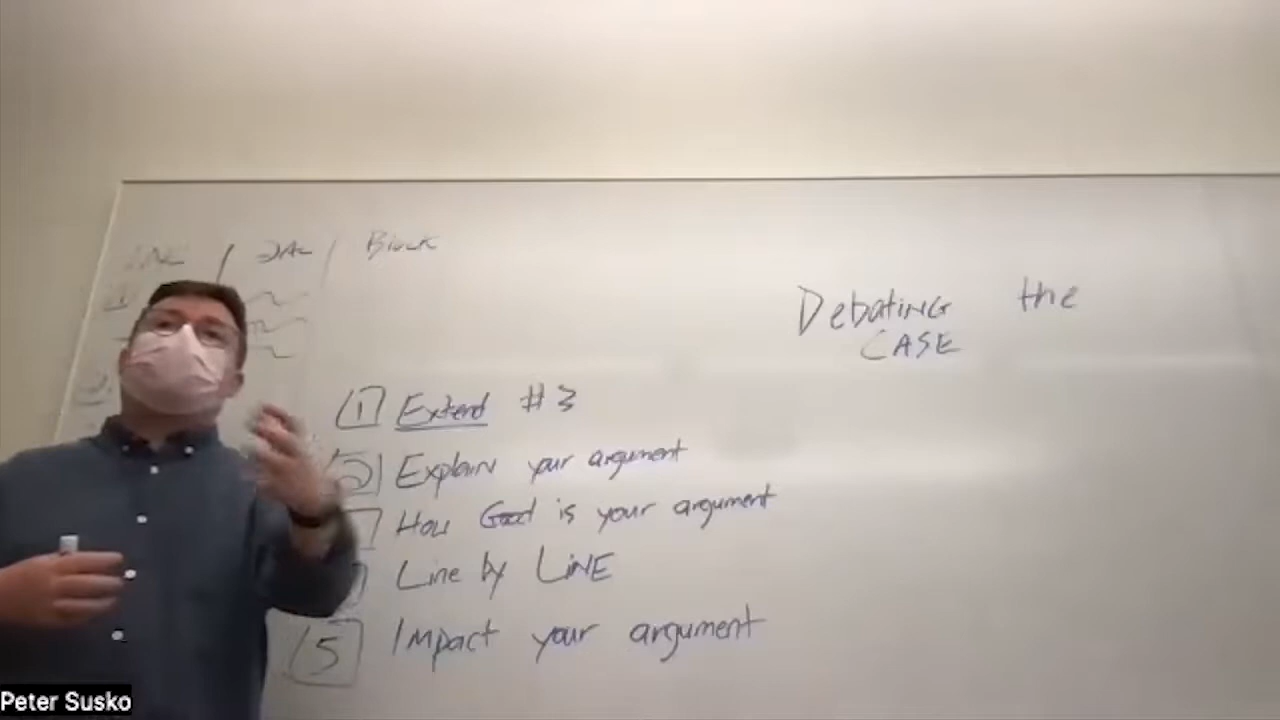 2AC Block
Debating the
CASE
1 Extend #3
2 Explain your argument
How Good is your argument
Line by Line
5 Impact your argument
Peter Susko